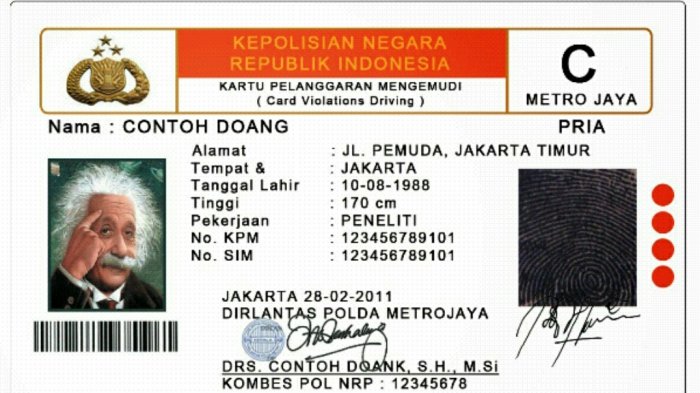 KEPOLISIAN NEGARA
REPUBLIK INDONESIA
KARTU PELANGGARAN MENGEMUDI
( Card Violations Driving )
C
METRO JAYA
Nama : CONTOH DOANG
PRIA
Alamat : JL. PEMUDA, JAKARTA TIMUR
Tempat & : JAKARTA
Tanggal Lahir : 10-08-1988
Tinggi : 170 cm
Pekerjaan : PENELITI
No. KPM : 123456789101
No. SIM : 123456789101
JAKARTA 28-02-2011
DIRLANTAS POLDA METROJAYA
DRS. CONTOH DOANK, S.H., M.Si
KOMBES POL NRP : 12345678